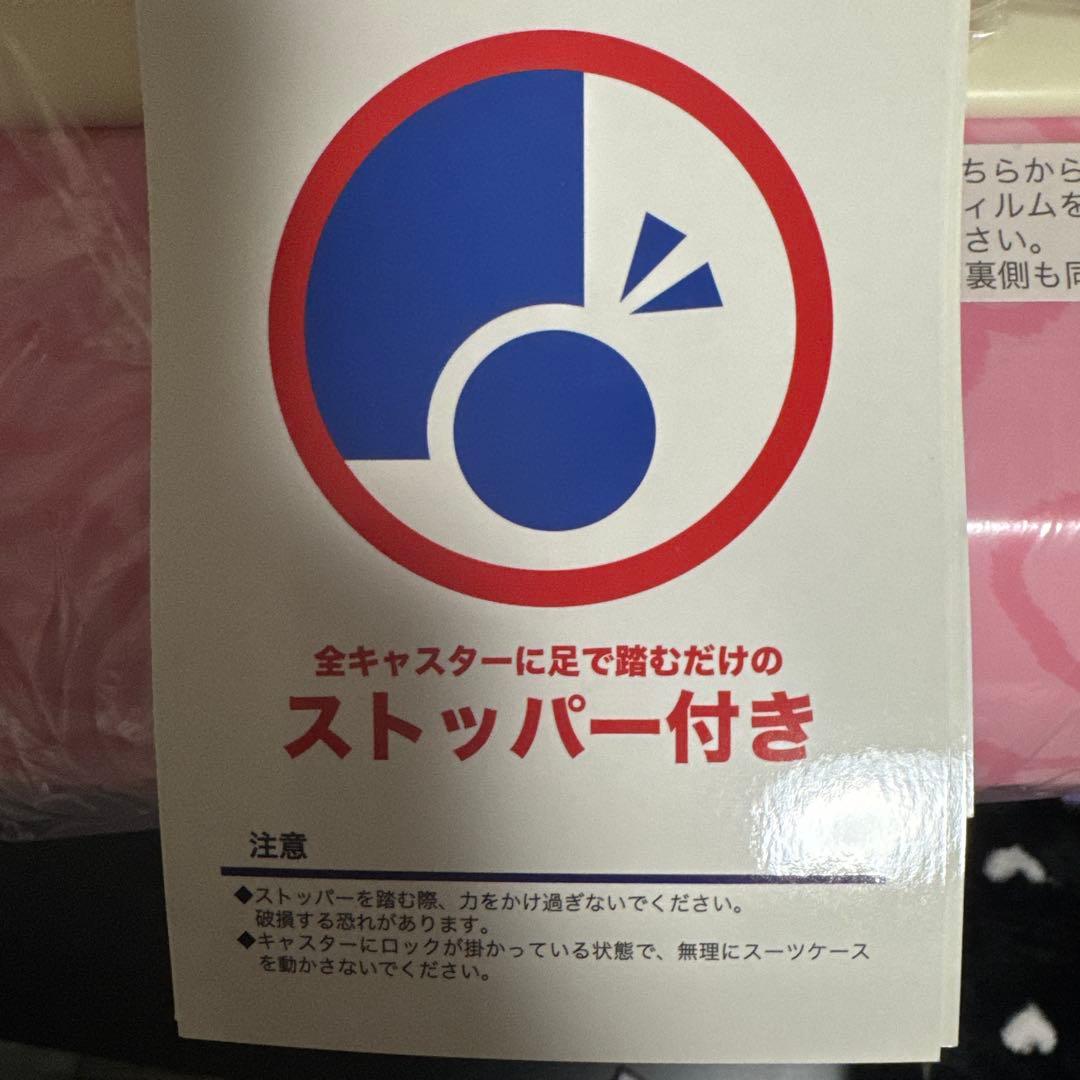 ちらから
ィルムを
さい。
裏側も同
全キャスターに足で踏むだけの
ストッパー付き
注意
◆ストッパーを踏む際、力をかけ過ぎないでください。
破損する恐れがあります。
◆キャスターにロックが掛かっている状態で、無理にスーツケース
を動かさないでください。